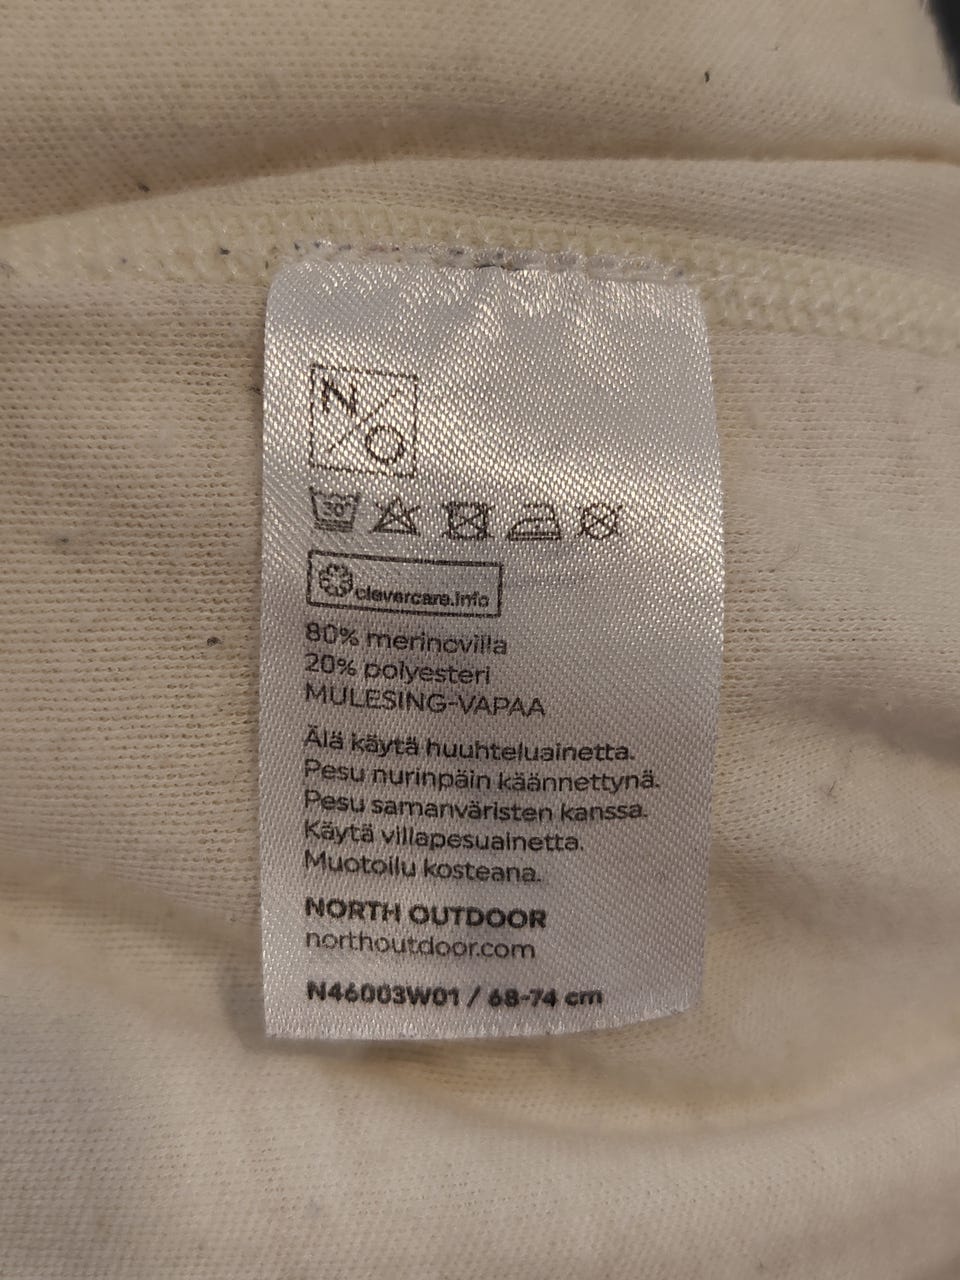 N/O
30°
clevercare.info
80% merinovilla
20% polyesteri
MULESING-VAPAA
Älä käytä huuhteluainetta.
Pesu nurinpäin käännettynä.
Pesu samanväristen kanssa.
Käytä villapesuainetta.
Muotoilu kosteana.
NORTH OUTDOOR
northoutdoor.com
N46003W01 / 68-74 cm